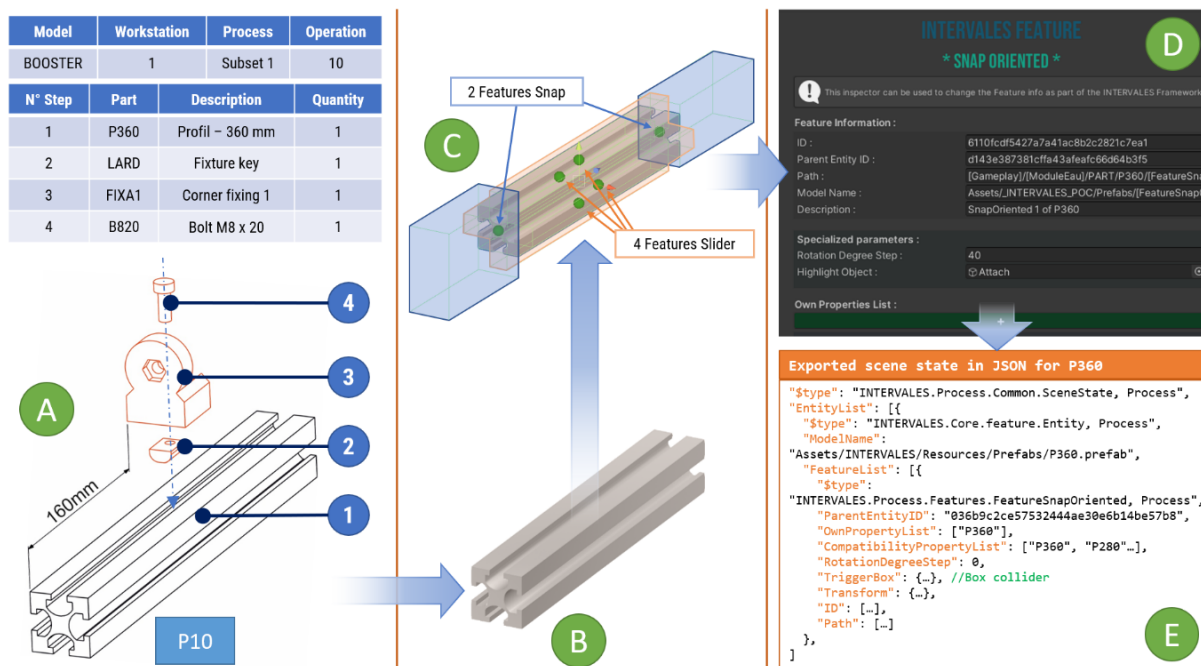 Model Workstation Process Operation
BOOSTER 1 Subset 1 10
N° Step Part Description Quantity
1 P360 Profil – 360 mm 1
2 LARD Fixture key 1
3 FIXA1 Corner fixing 1 1
4 B820 Bolt M8 x 20 1
4
3
2
1
A
160mm
P10
2 Features Snap
C
4 Features Slider
B
INTERVALES FEATURE
* SNAP ORIENTED *
D
This inspector can be used to change the Feature info as part of the INTERVALES Framework
Feature Information :
ID : 6110fcdf5427a7a41ac8b2c2821c7ea1
Parent Entity ID : d143e387381cffa43afeafc66d64b3f5
Path : [Gameplay]/[ModuleEau]/PART/P360/[FeatureSna
Model Name : Assets/_INTERVALES_POC/Prefabs/[FeatureSnap
Description : SnapOriented 1 of P360
Specialized parameters :
Rotation Degree Step : 40
Highlight Object : Attach
Own Properties List :
+
Exported scene state in JSON for P360
"$type": "INTERVALES.Process.Common.SceneState, Process",
"EntityList": [{
"$type": "INTERVALES.Core.feature.Entity, Process",
"ModelName":
"Assets/INTERVALES/Resources/Prefabs/P360.prefab",
"FeatureList": [{
"$type":
"INTERVALES.Process.Features.FeatureSnapOriented, Process",
"ParentEntityID": "036b9c2ce57532444ae30e6b14be57b8",
"OwnPropertyList": ["P360"],
"CompatibilityPropertyList": ["P360", "P280"…],
"RotationDegreeStep": 0,
"TriggerBox": {…}, //Box collider
"Transform": {…},
"ID": […],
"Path": […]
},
]
E